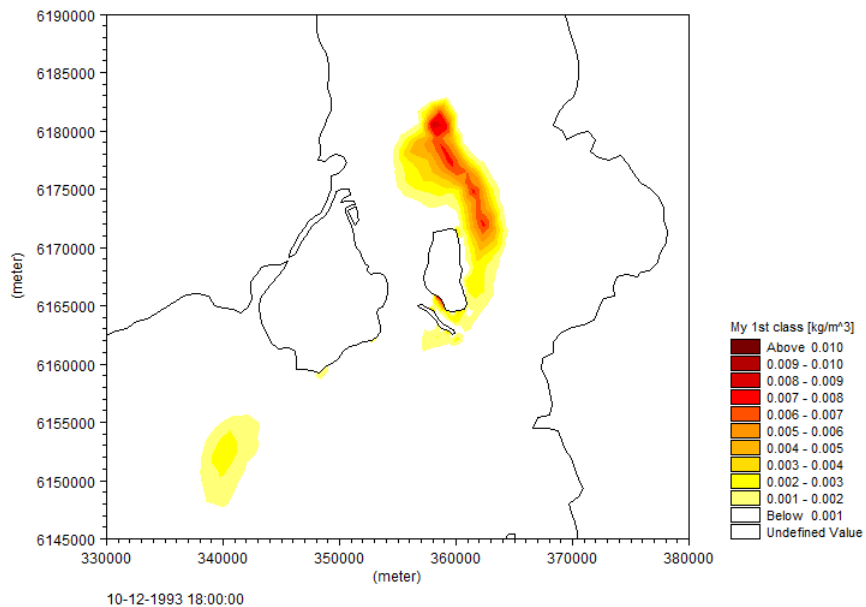 6190000
6185000
6180000
6175000
6170000
6165000
6160000
6155000
6150000
6145000
(meter)
330000 340000 350000 360000 370000 380000
(meter)
10-12-1993 18:00:00
My 1st class [kg/m^3]
Above 0.010
0.009 - 0.010
0.008 - 0.009
0.007 - 0.008
0.006 - 0.007
0.005 - 0.006
0.004 - 0.005
0.003 - 0.004
0.002 - 0.003
0.001 - 0.002
Below 0.001
Undefined Value